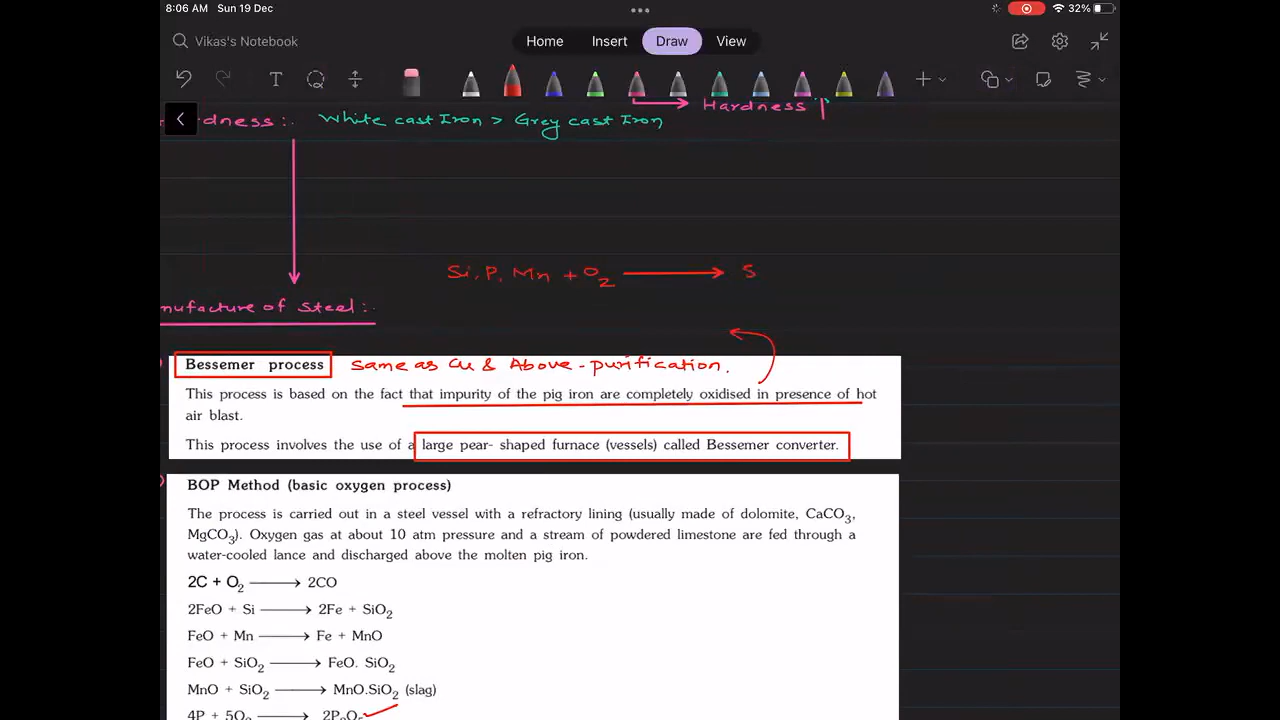 8:06 AM Sun 19 Dec
32%
Vikas's Notebook
Home Insert Draw View
Hardness
dness :. White cast Iron > Grey cast Iron
Si, P, Mn + O2 → S
nufacture of Steel :.
Bessemer process Same as Cu & Above - purification.
This process is based on the fact that impurity of the pig iron are completely oxidised in presence of hot
air blast.
This process involves the use of a large pear- shaped furnace (vessels) called Bessemer converter.
BOP Method (basic oxygen process)
The process is carried out in a steel vessel with a refractory lining (usually made of dolomite, CaCO3,
MgCO3). Oxygen gas at about 10 atm pressure and a stream of powdered limestone are fed through a
water-cooled lance and discharged above the molten pig iron.
2C + O2 → 2CO
2FeO + Si → 2Fe + SiO2
FeO + Mn → Fe + MnO
FeO + SiO2 → FeO. SiO2
MnO + SiO2 → MnO.SiO2 (slag)
4P + 5O2 → 2P2O5